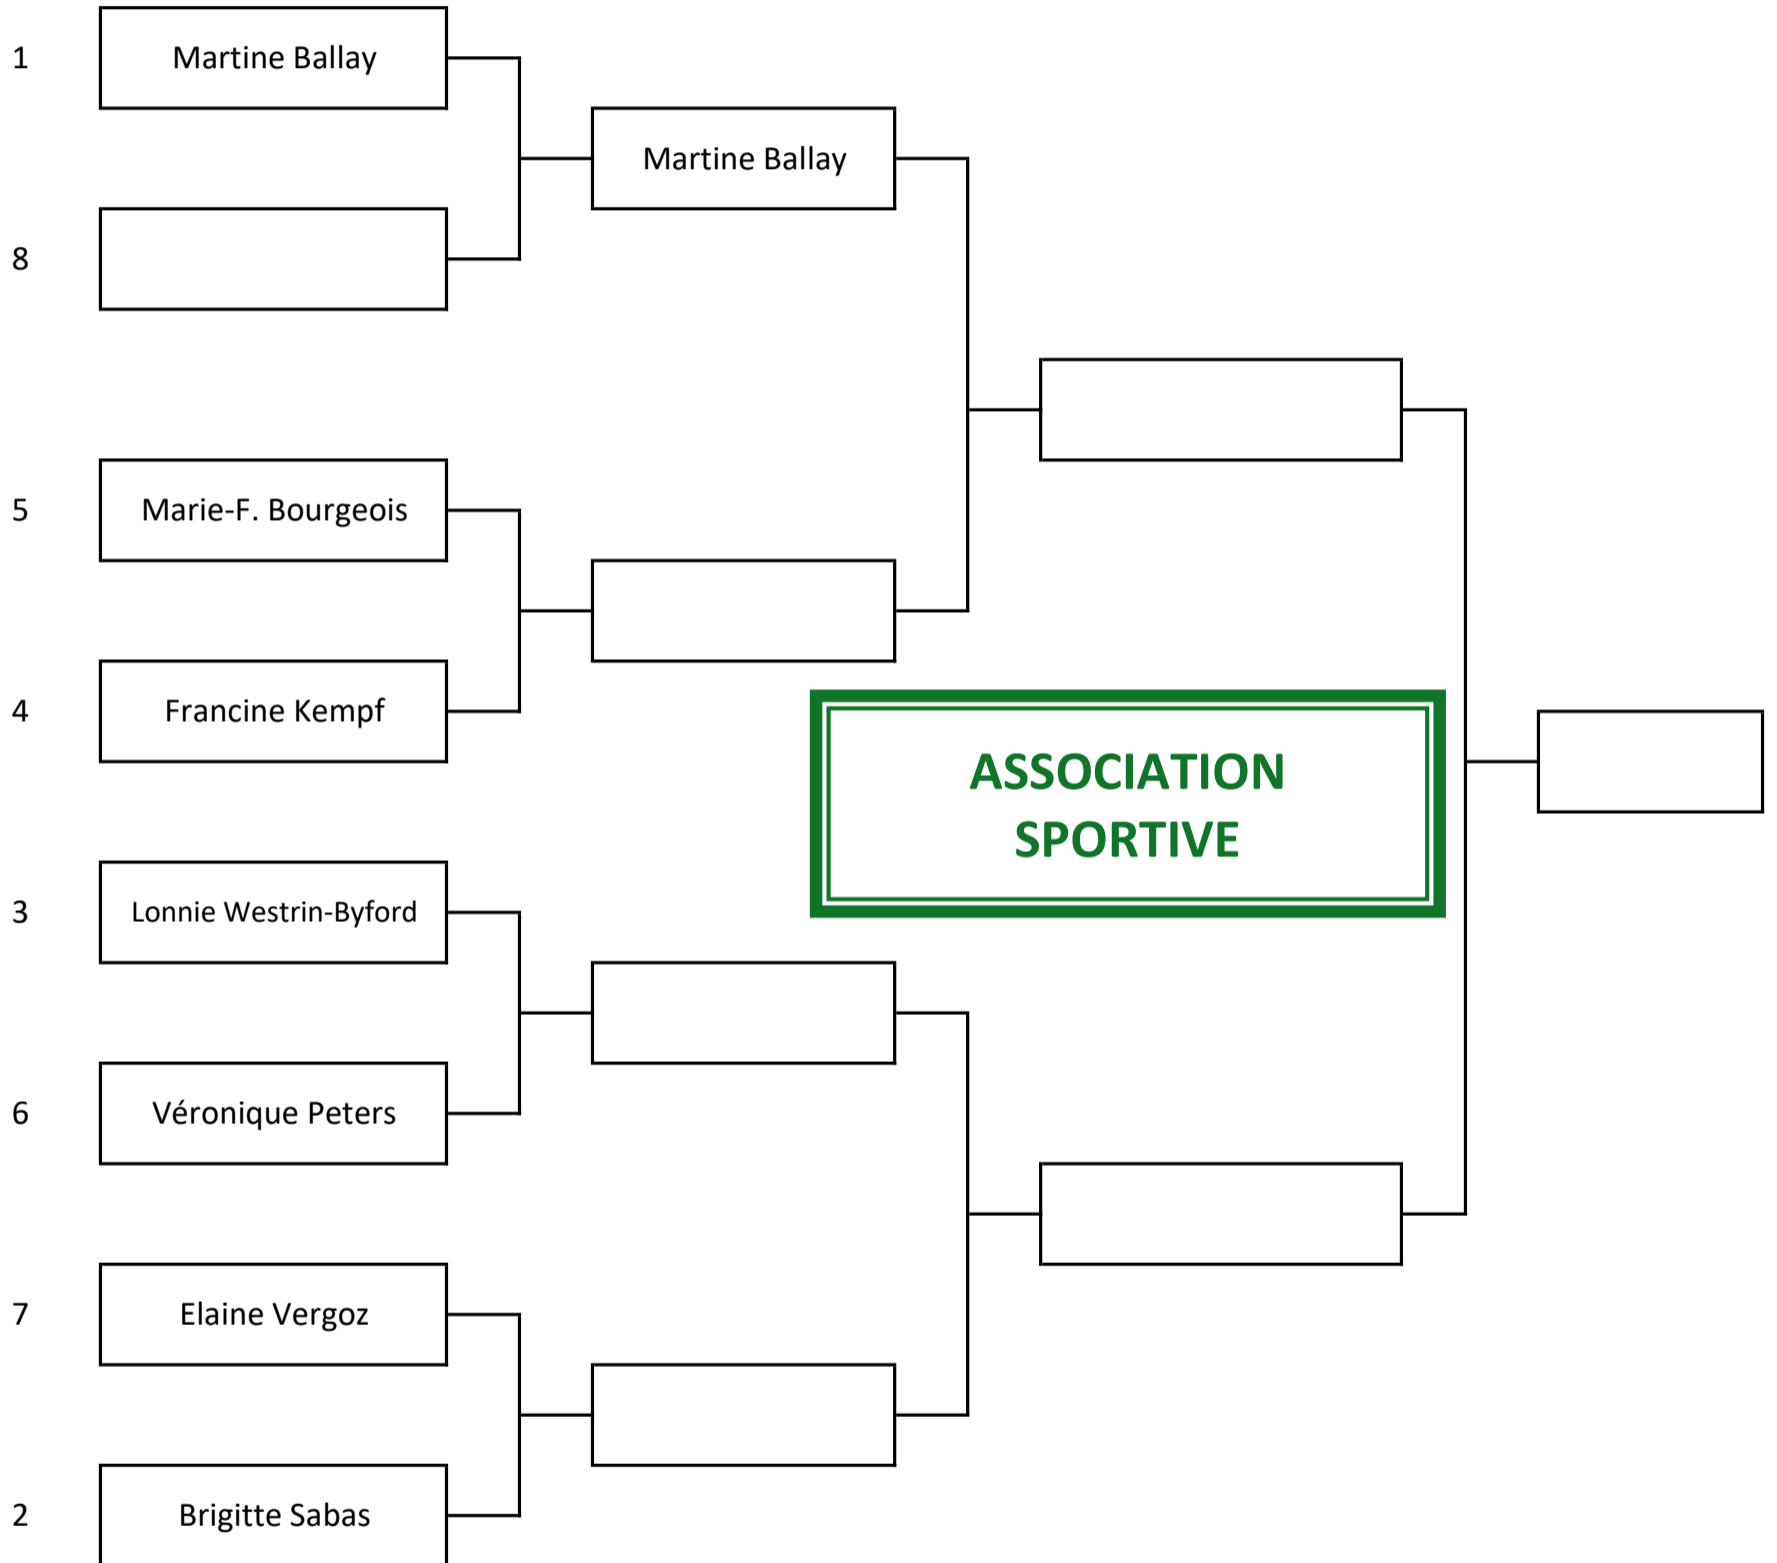 1
Martine Ballay
Martine Ballay
8
5
Marie-F. Bourgeois
4
Francine Kempf
ASSOCIATION
SPORTIVE
3
Lonnie Westrin-Byford
6
Véronique Peters
7
Elaine Vergoz
2
Brigitte Sabas